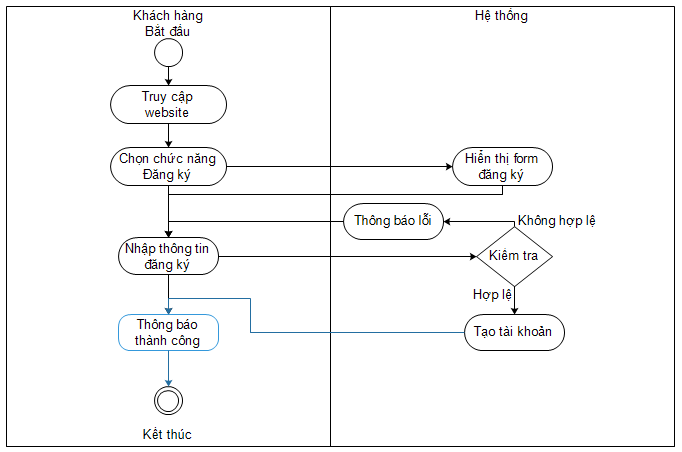 Khách hàng
Hệ thống
Bắt đầu
Truy cập
website
Chọn chức năng
Đăng ký
Hiển thị form
đăng ký
Thông báo lỗi
Không hợp lệ
Nhập thông tin
đăng ký
Kiểm tra
Hợp lệ
Thông báo
thành công
Tạo tài khoản
Kết thúc